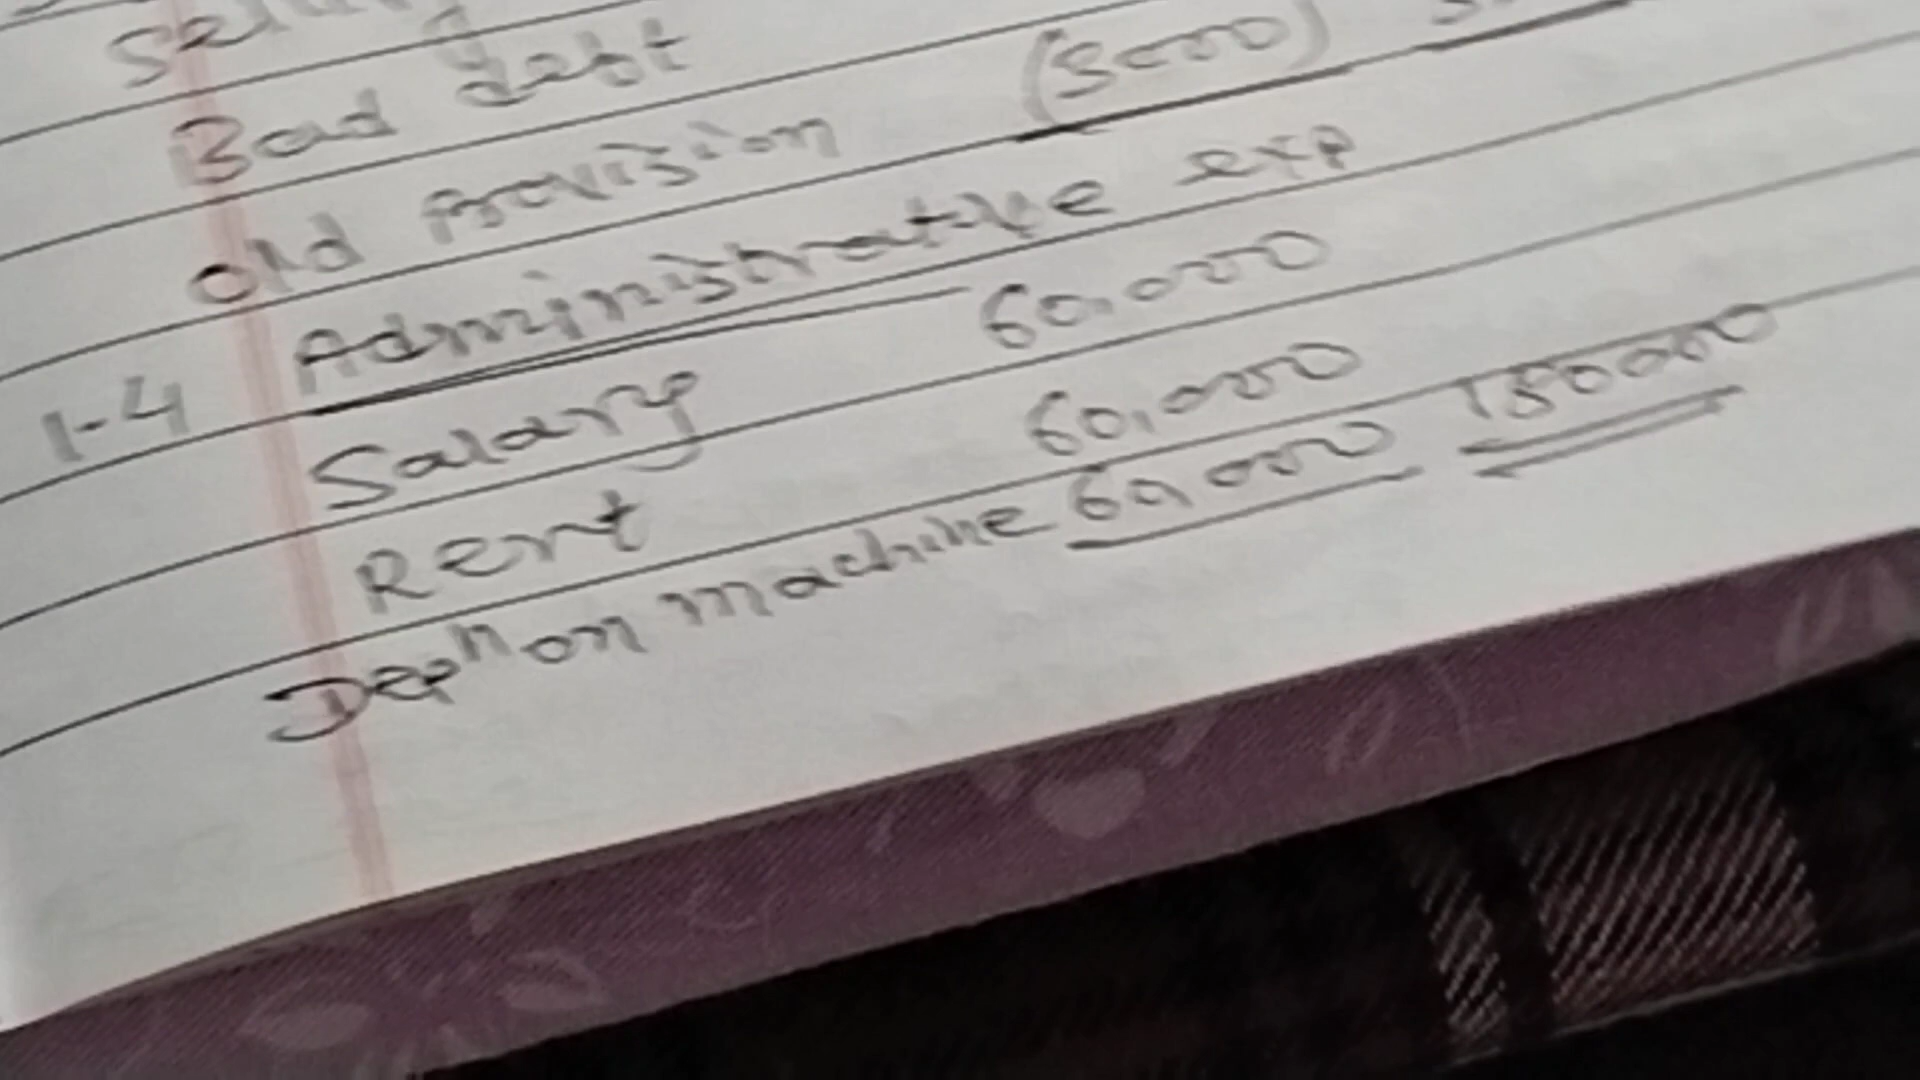 Bad debt
Old Provision (5000)
1-4 Administrative exp
Salary 60,000
Rent 60,000
Depn on machine 60,000 180000